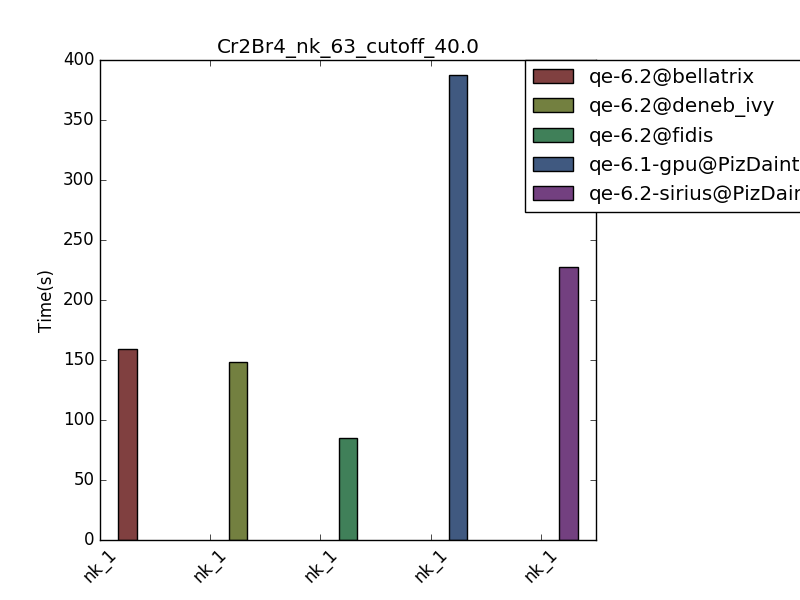 Cr2Br4_nk_63_cutoff_40.0
400
350
300
250
200
150
100
50
0
Time(s)
nk_1
nk_1
nk_1
nk_1
nk_1
qe-6.2@bellatrix
qe-6.2@deneb_ivy
qe-6.2@fidis
qe-6.1-gpu@PizDaint
qe-6.2-sirius@PizDain